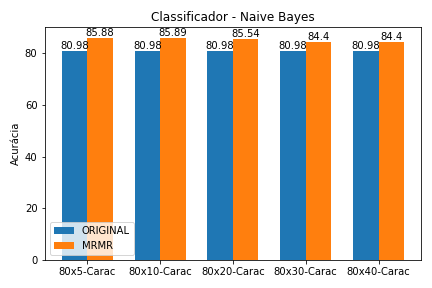 Classificador - Naive Bayes
80.98 85.88 80.98 85.89 80.98 85.54 80.98 84.4 80.98 84.4
80
60
40
20
0
Acurácia
ORIGINAL
MRMR
80x5-Carac 80x10-Carac 80x20-Carac 80x30-Carac 80x40-Carac